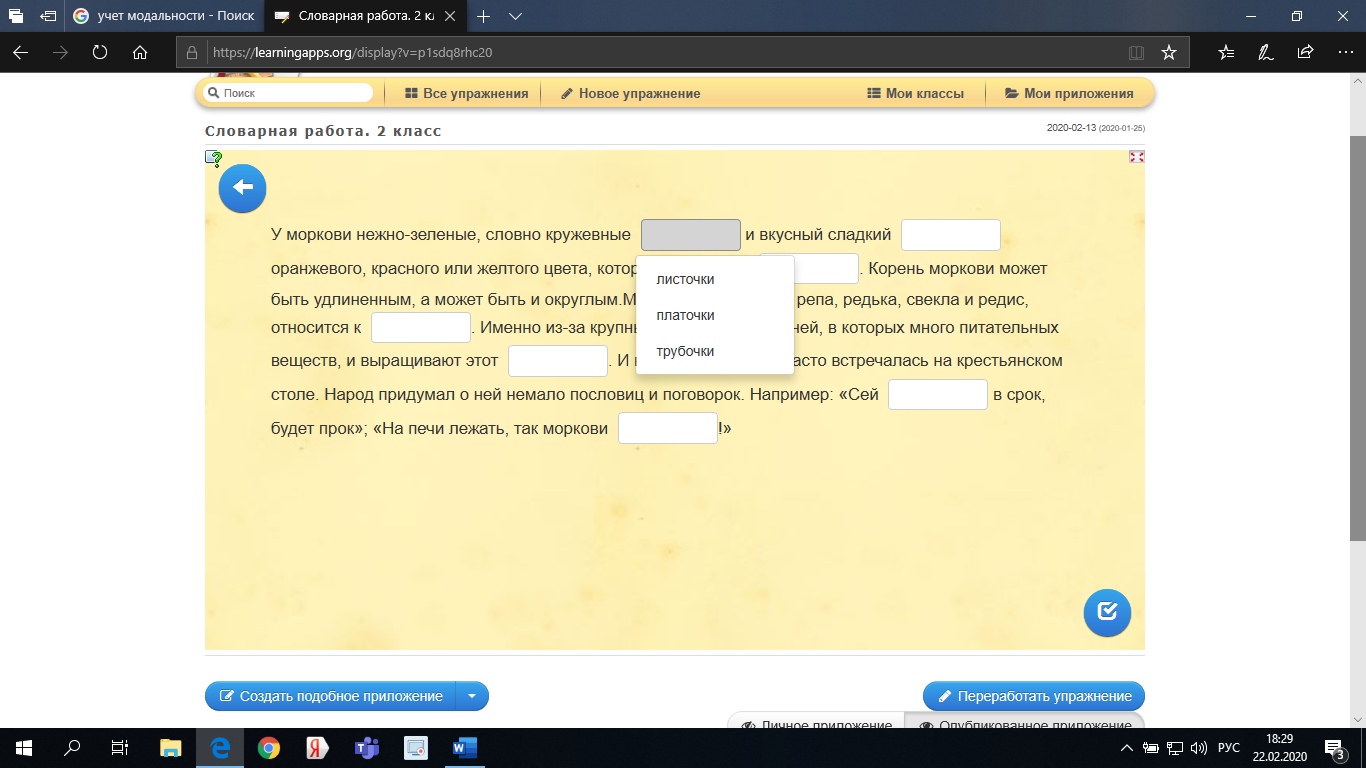 учет модальности - Поиск
Словарная работа. 2 кл
https://learningapps.org/display?v=p1sdq8rhc20
Поиск
Все упражнения
Новое упражнение
Мои классы
Мои приложения
Словарная работа. 2 класс
2020-02-13 (2020-01-25)
У моркови нежно-зеленые, словно кружевные и вкусный сладкий
оранжевого, красного или желтого цвета, . Корень моркови может
быть удлиненным, а может быть и округлым. репа, редька, свекла и редис,
относится к . Именно из-за в которых много питательных
веществ, и выращивают этот . И встречалась на крестьянском
столе. Народ придумал о ней немало пословиц и поговорок. Например: «Сей в срок,
будет прок»; «На печи лежать, так моркови !»
листочки
платочки
трубочки
Создать подобное приложение
Переработать упражнение
Личное приложение
Опубликованное приложение
РУС
18:29
22.02.2020
3